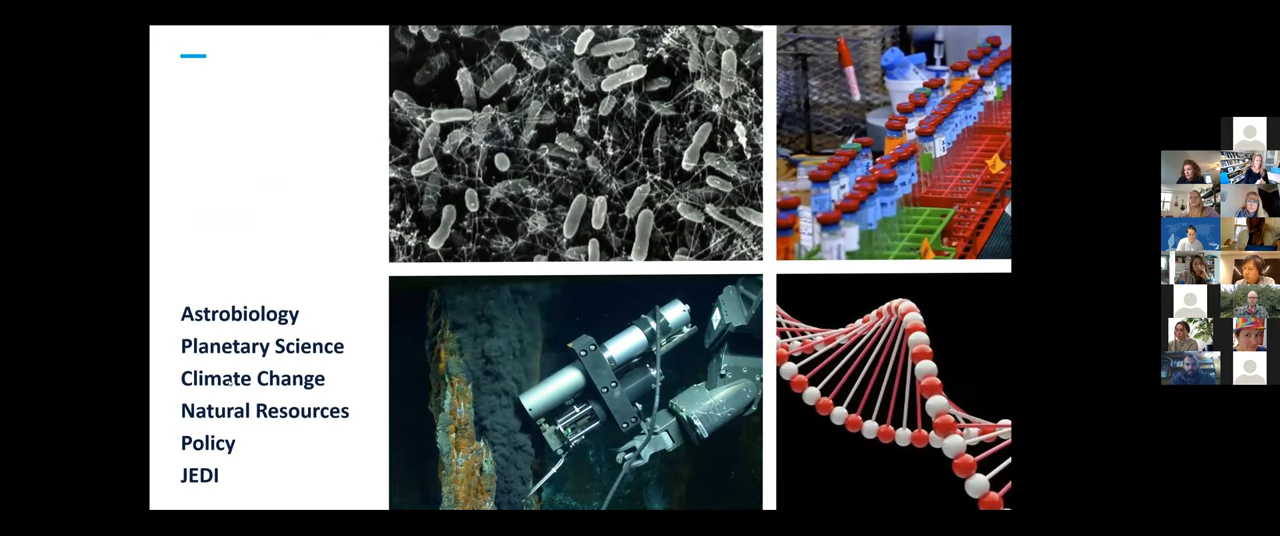 Astrobiology
Planetary Science
Climate Change
Natural Resources
Policy
JEDI